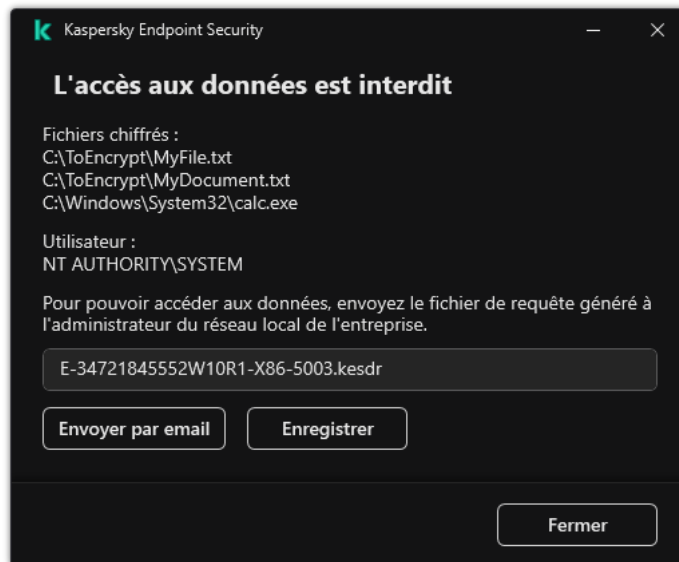 Kaspersky Endpoint Security
L'accès aux données est interdit
Fichiers chiffrés :
C:\ToEncrypt\MyFile.txt
C:\ToEncrypt\MyDocument.txt
C:\Windows\System32\calc.exe
Utilisateur :
NT AUTHORITY\SYSTEM
Pour pouvoir accéder aux données, envoyez le fichier de requête généré à
l'administrateur du réseau local de l'entreprise.
E-34721845552W10R1-X86-5003.kesdr
Envoyer par email
Enregistrer
Fermer